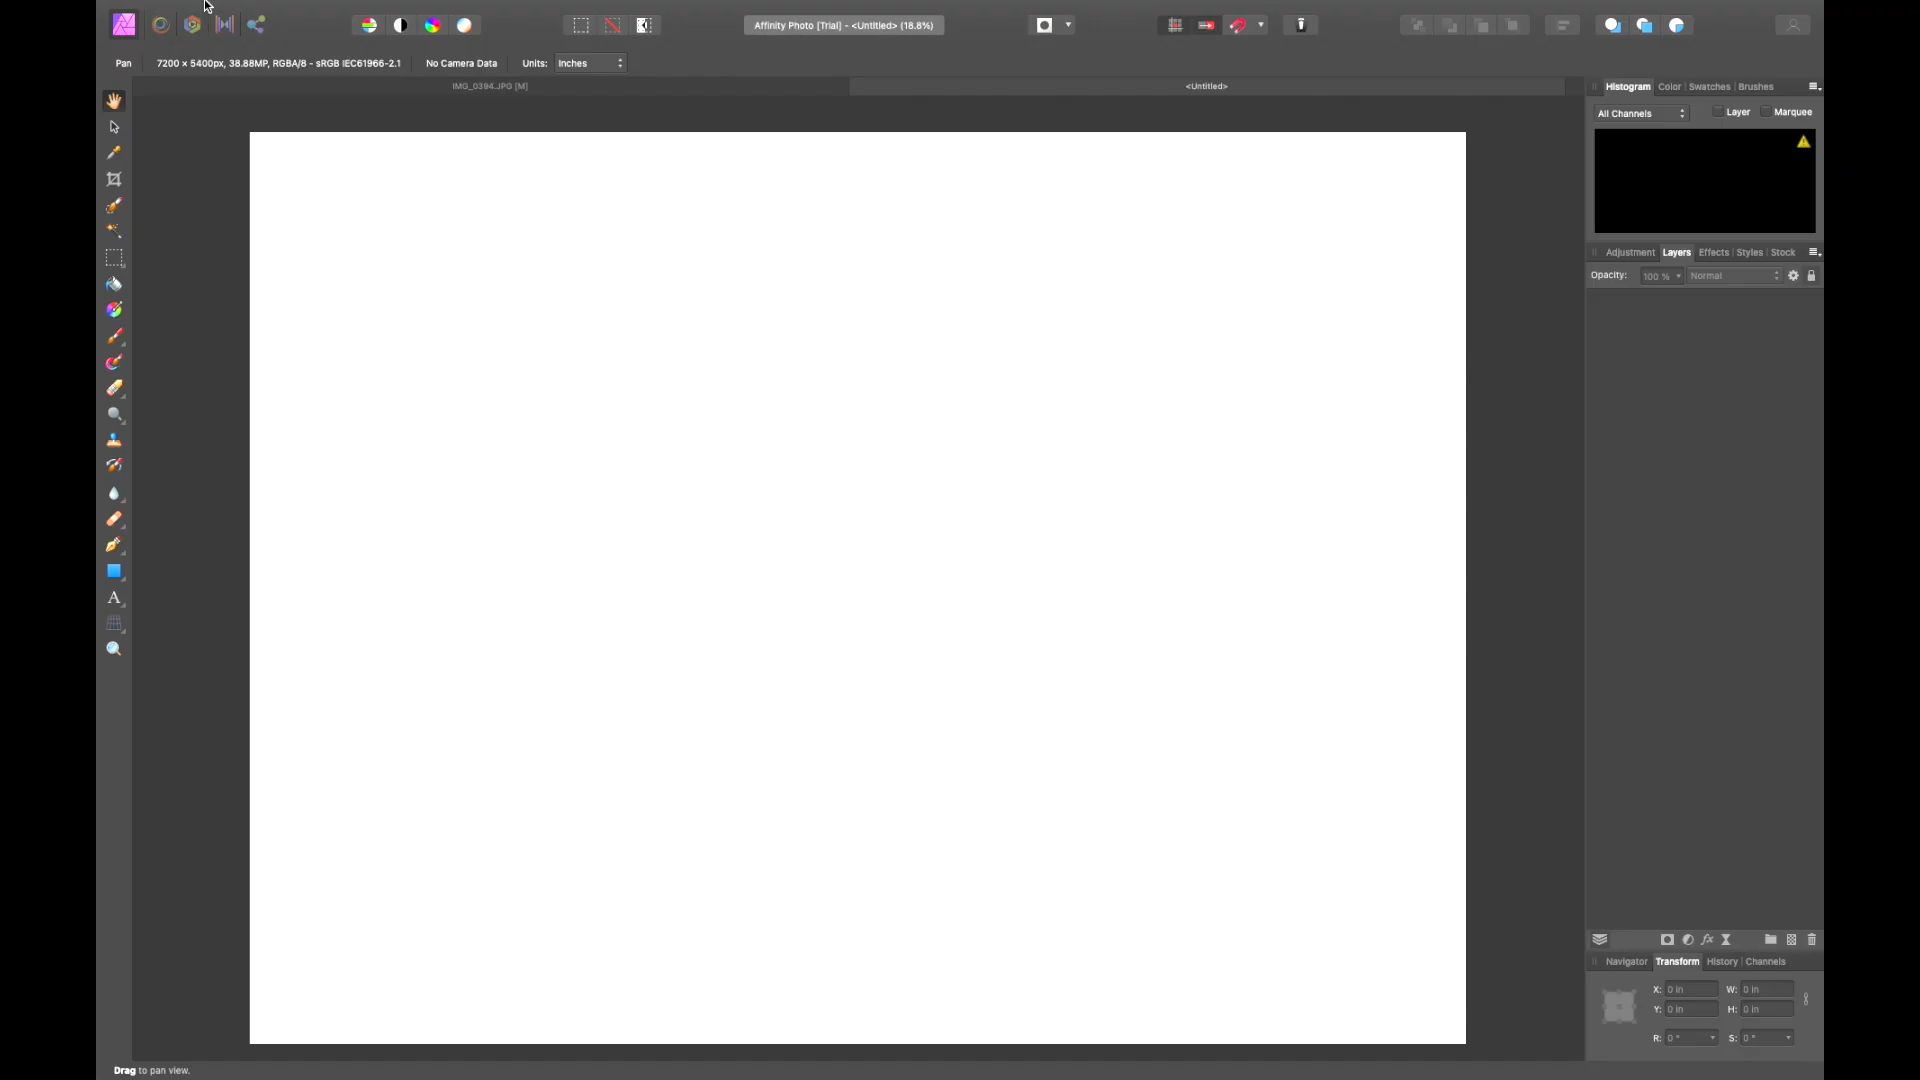 Affinity Photo [Trial] - <Untitled> (18.8%)
Pan 7200 × 5400px, 38.88MP, RGBA/8 - sRGB IEC61966-2.1 No Camera Data Units: Inches
IMG_0394.JPG [M] <Untitled>
Histogram Color Swatches Brushes
All Channels Layer Marquee
Adjustment Layers Effects Styles Stock
Opacity: 100 % Normal
A
fx
Navigator Transform History Channels
X: 0 in W: 0 in
Y: 0 in H: 0 in
R: 0 ° S: 0 °
Drag to pan view.